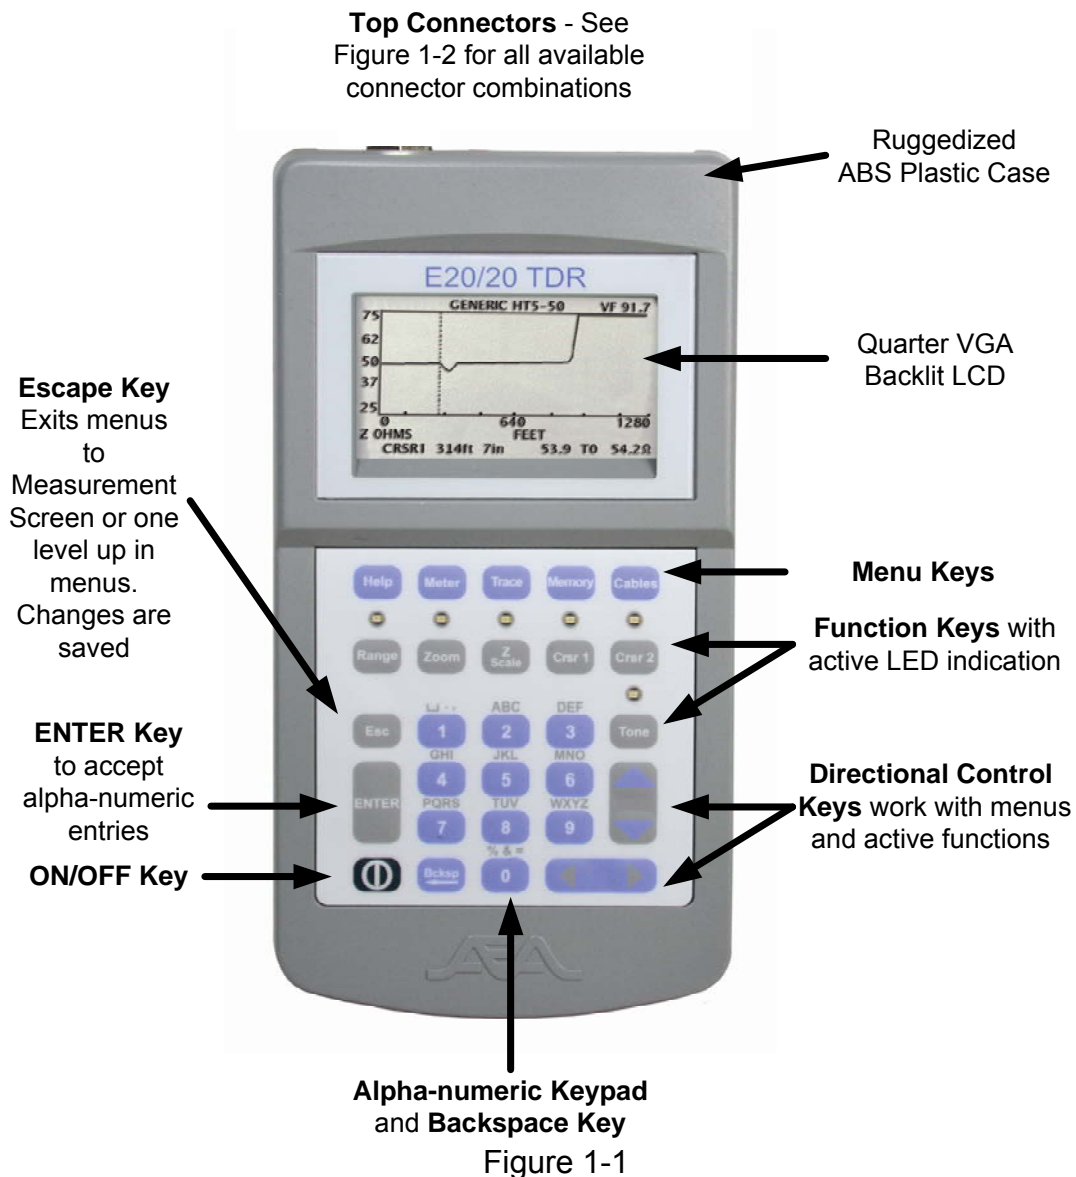 Top Connectors - See
Figure 1-2 for all available
connector combinations
Ruggedized
ABS Plastic Case
E20/20 TDR
GENERIC HT5-50 VF 91.7
75
62
50
37
25
0 640 1280
Z OHMS FEET
CRSR1 314ft 7in 53.9 TO 54.2Ω
Quarter VGA
Backlit LCD
Escape Key
Exits menus
to
Measurement
Screen or one
level up in
menus.
Changes are
saved
Help Meter Trace Memory Cables
Menu Keys
Range Zoom Z Scale Crsr 1 Crsr 2
Function Keys with
active LED indication
ABC DEF
Esc 1 2 3 Tone
GHI JKL MNO
4 5 6
ENTER
PQRS TUV WXYZ
7 8 9
% & =
Bcksp 0
ENTER Key
to accept
alpha-numeric
entries
Directional Control
Keys work with menus
and active functions
ON/OFF Key
AEA
Alpha-numeric Keypad
and Backspace Key
Figure 1-1